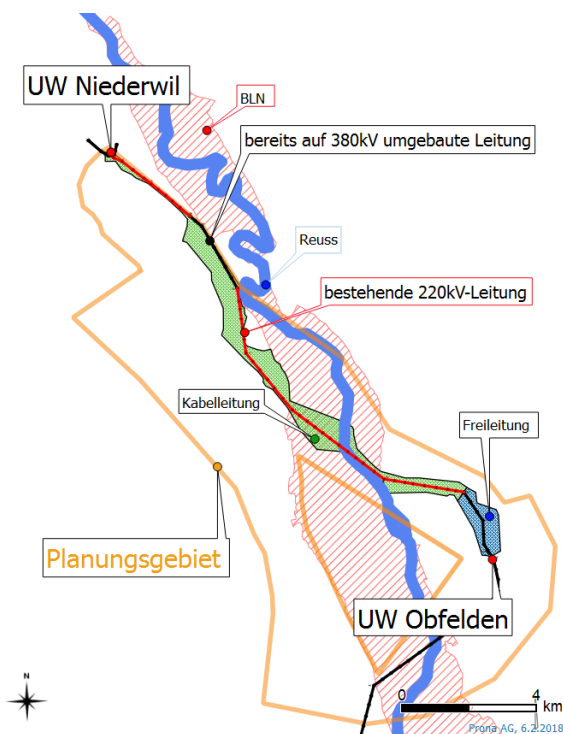 UW Niederwil
BLN
bereits auf 380kV umgebaute Leitung
Reuss
bestehende 220kV-Leitung
Kabelleitung
Freileitung
Planungsgebiet
UW Obfelden
N
0 4
km
Prona AG, 6.2.2018